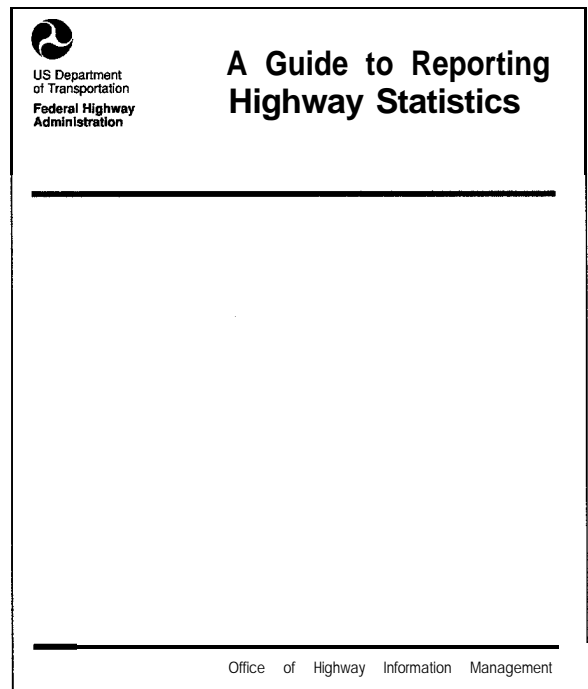 US Department
of Transportation
Federal Highway
Administration
A Guide to Reporting
Highway Statistics
Office of Highway Information Management